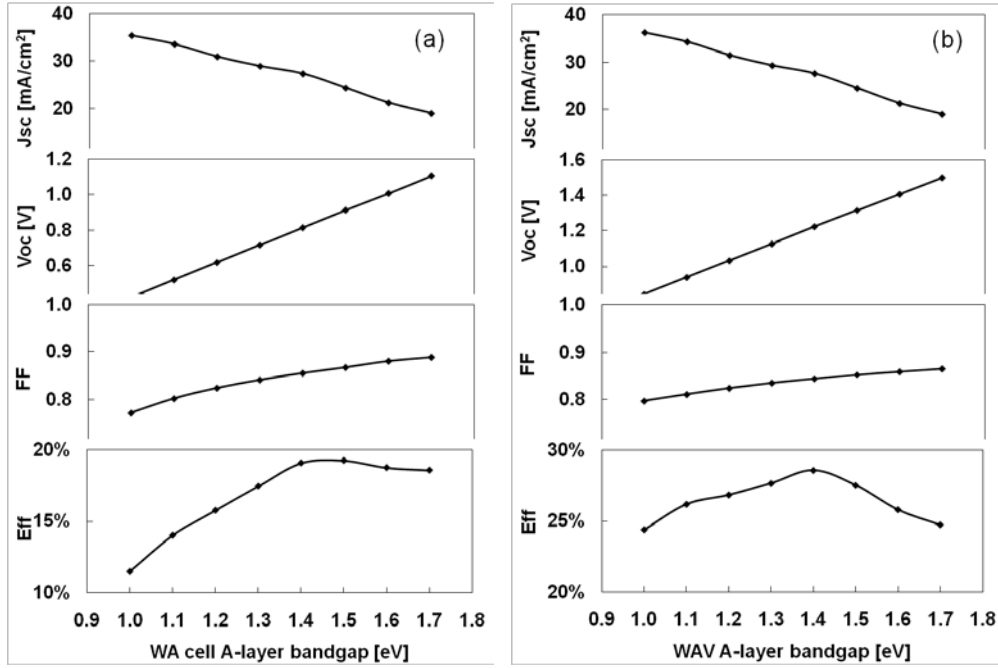 (a)
Jsc [mA/cm²]
40
30
20
Voc [V]
1.2
1.0
0.8
0.6
FF
1.0
0.9
0.8
Eff
20%
15%
10%
0.9 1.0 1.1 1.2 1.3 1.4 1.5 1.6 1.7 1.8
WA cell A-layer bandgap [eV]
(b)
Jsc [mA/cm²]
40
30
20
Voc [V]
1.6
1.4
1.2
1.0
FF
1.0
0.9
0.8
Eff
30%
25%
20%
0.9 1.0 1.1 1.2 1.3 1.4 1.5 1.6 1.7 1.8
WAV A-layer bandgap [eV]